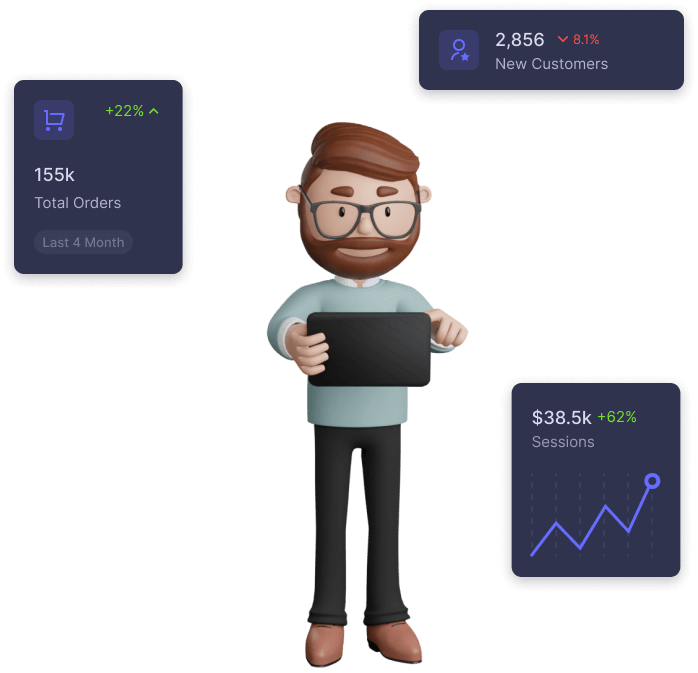 2,856 8.1%
New Customers
+22%
155k
Total Orders
Last 4 Month
$38.5k +62%
Sessions